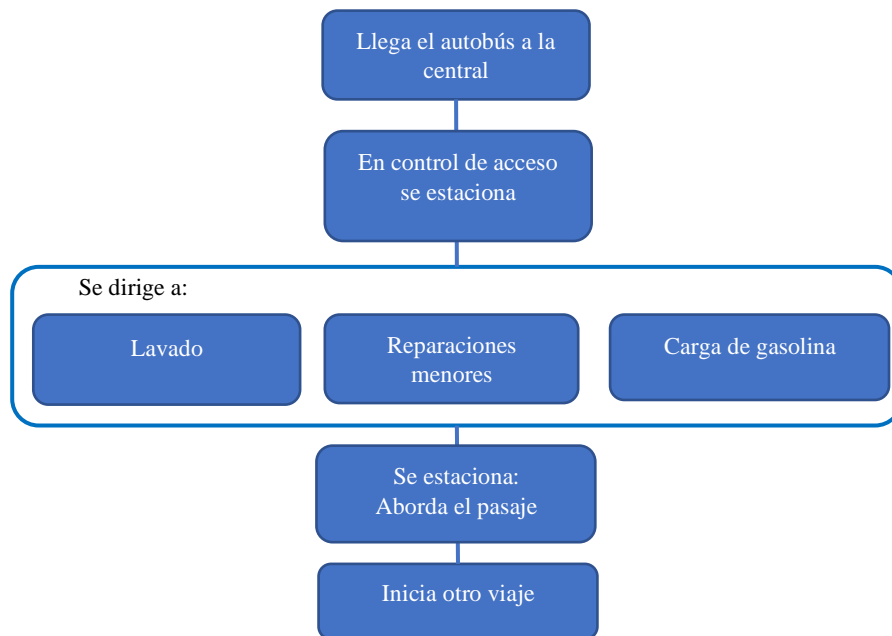 Llega el autobús a la
central
En control de acceso
se estaciona
Se dirige a:
Lavado
Reparaciones
menores
Carga de gasolina
Se estaciona:
Aborda el pasaje
Inicia otro viaje